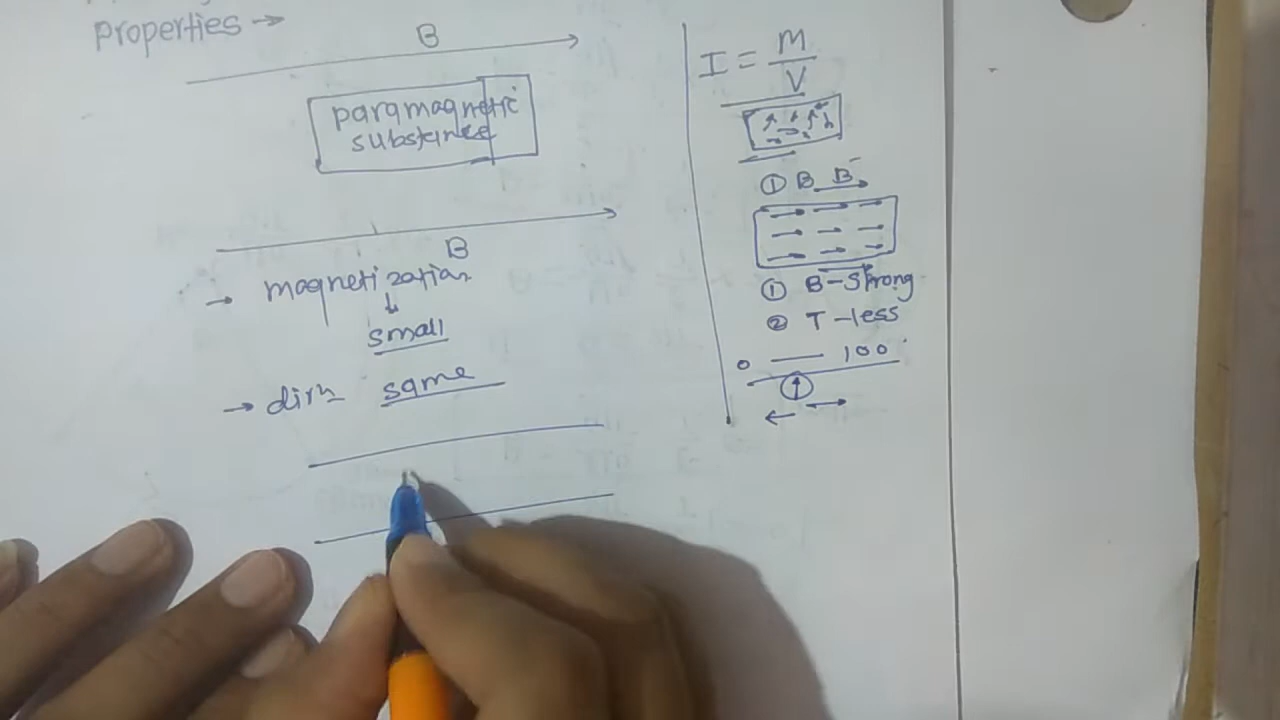 properties →
B
paramagnetic
substance
B
→ magnetization
↓
small
→ dirn same
I = M
V
① B B
① B-strong
② T-less
0 — 100